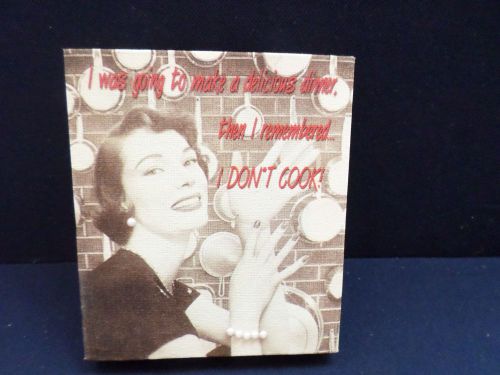 I was going to make a delicious dinner,
then I remembered...
I DON'T COOK!